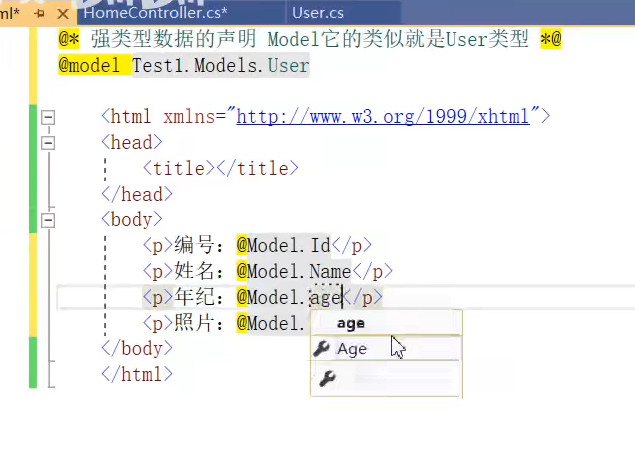 ml*
HomeController.cs*
User.cs
@* 强类型数据的声明 Model它的类似就是User类型 *@
@model Test1.Models.User
<html xmlns="http://www.w3.org/1999/xhtml">
<head>
<title></title>
</head>
<body>
<p>编号：@Model.Id</p>
<p>姓名：@Model.Name</p>
<p>年纪：@Model.age</p>
<p>照片：@Model.
age
Age
</body>
</html>